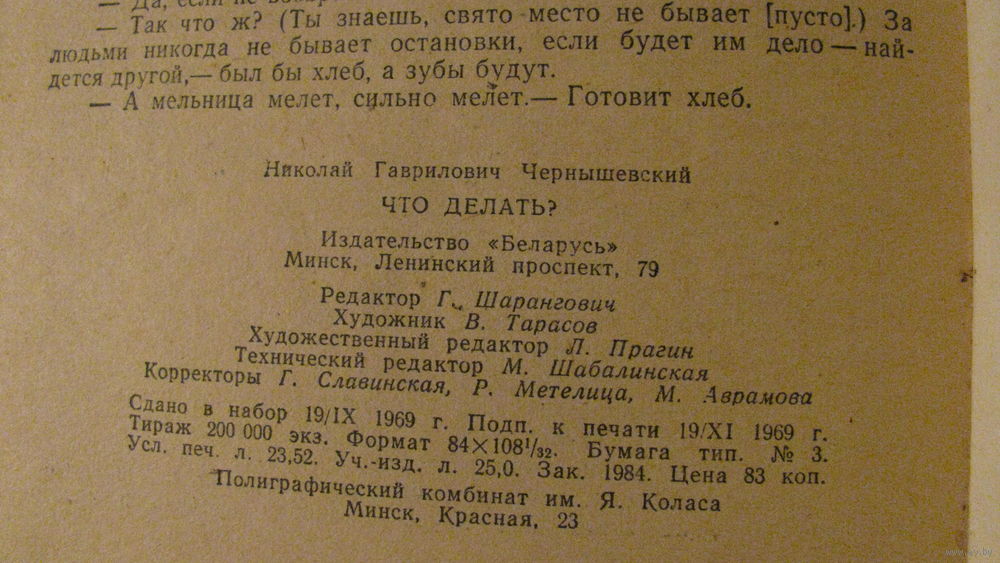 — Да, если не
— Так что ж? (Ты знаешь, свято место не бывает [пусто].) За
людьми никогда не бывает остановки, если будет им дело — най-
дется другой,— был бы хлеб, а зубы будут.
— А мельница мелет, сильно мелет.— Готовит хлеб.
Николай Гаврилович Чернышевский
ЧТО ДЕЛАТЬ?
Издательство «Беларусь»
Минск, Ленинский проспект, 79
Редактор Г. Шарангович
Художник В. Тарасов
Художественный редактор Л. Прагин
Технический редактор М. Шабалинская
Корректоры Г. Славинская, Р. Метелица, М. Аврамова
Сдано в набор 19/IX 1969 г. Подп. к печати 19/XI 1969 г.
Тираж 200 000 экз. Формат 84×108¹/₃₂. Бумага тип. № 3.
Усл. печ. л. 23,52. Уч.-изд. л. 25,0. Зак. 1984. Цена 83 коп.
Полиграфический комбинат им. Я. Коласа
Минск, Красная, 23